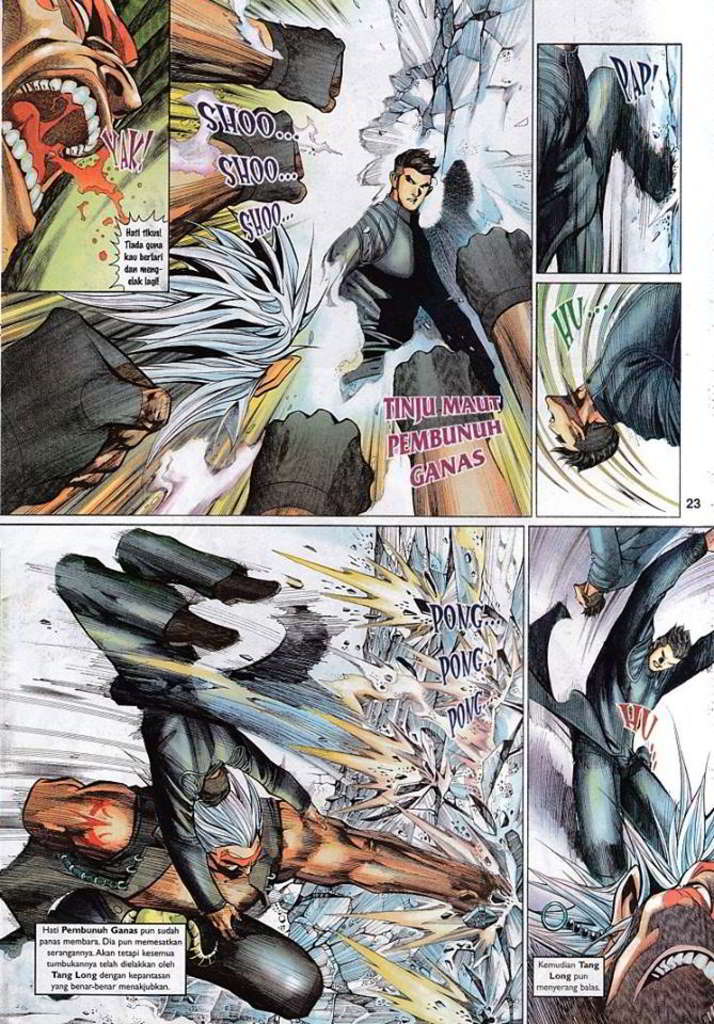 YAK!
Hati tikus!
Tiada guna
kau berlari
dan meng-
elak lagi!
SHOO...
SHOO...
SHOO...
TINJU MAUT
PEMBUNUH
GANAS
PAP!
HU...
23
PONG...
PONG...
PONG...
Hati Pembunuh Ganas pun sudah
panas membara. Dia pun memesatkan
serangannya. Akan tetapi kesemua
tumbukannya telah dielakkan oleh
Tang Long dengan kepantasan
yang benar-benar menakjubkan.
HU
Kemudian Tang
Long pun
menyerang balas.